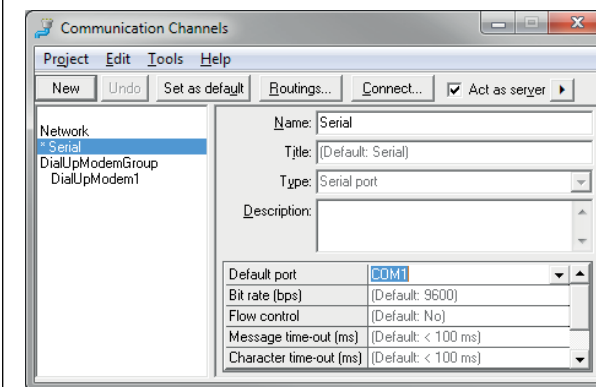 Communication Channels
Project Edit Tools Help
New Undo Set as default Routings... Connect... Act as server
Network
* Serial
DialUpModemGroup
DialUpModem1
Name: Serial
Title: (Default: Serial)
Type: Serial port
Description:
Default port COM1
Bit rate (bps) (Default: 9600)
Flow control (Default: No)
Message time-out (ms) (Default: < 100 ms)
Character time-out (ms) (Default: < 100 ms)